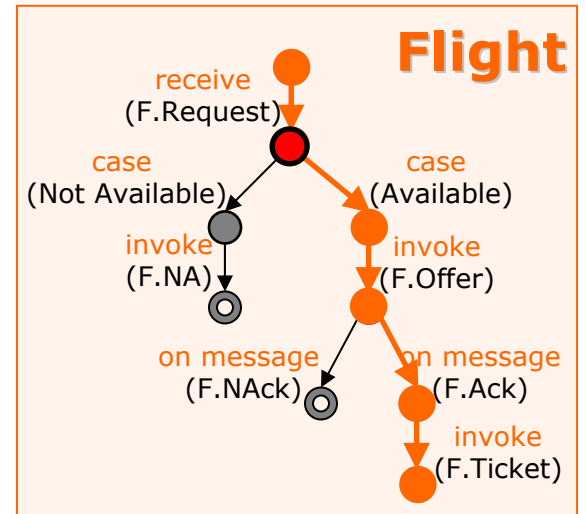 Flight
receive
(F.Request)
case
(Not Available)
case
(Available)
invoke
(F.NA)
invoke
(F.Offer)
on message
(F.NAck)
on message
(F.Ack)
invoke
(F.Ticket)